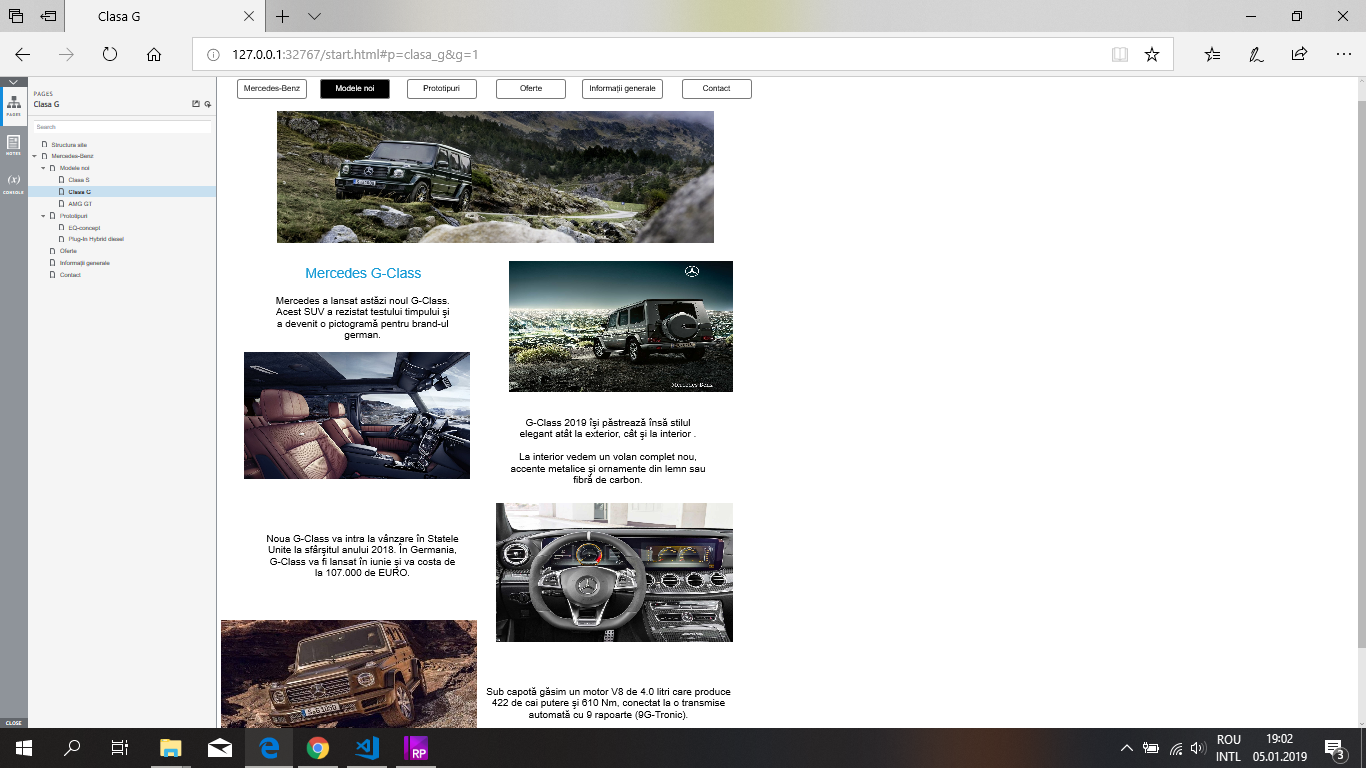 Clasa G
127.0.0.1:32767/start.html#p=clasa_g&g=1
PAGES
Clasa G
Search
PAGES
NOTES
(x)
CONSOLE
CLOSE
Structura site
Mercedes-Benz
Modele noi
Clasa S
Clasa G
AMG GT
Prototipuri
EQ-concept
Plug-In Hybrid diesel
Oferte
Informații generale
Contact
Mercedes-Benz Modele noi Prototipuri Oferte Informații generale Contact
Mercedes G-Class
Mercedes a lansat astăzi noul G-Class.
Acest SUV a rezistat testului timpului și
a devenit o pictogramă pentru brand-ul
german.
Mercedes-Benz
G-Class 2019 îşi păstrează însă stilul
elegant atât la exterior, cât și la interior .
La interior vedem un volan complet nou,
accente metalice și ornamente din lemn sau
fibră de carbon.
Noua G-Class va intra la vânzare în Statele
Unite la sfârșitul anului 2018. În Germania,
G-Class va fi lansat în iunie și va costa de
la 107.000 de EURO.
Sub capotă găsim un motor V8 de 4.0 litri care produce
422 de cai putere și 610 Nm, conectat la o transmise
automată cu 9 rapoarte (9G-Tronic).
RP
ROU
INTL
19:02
05.01.2019
3